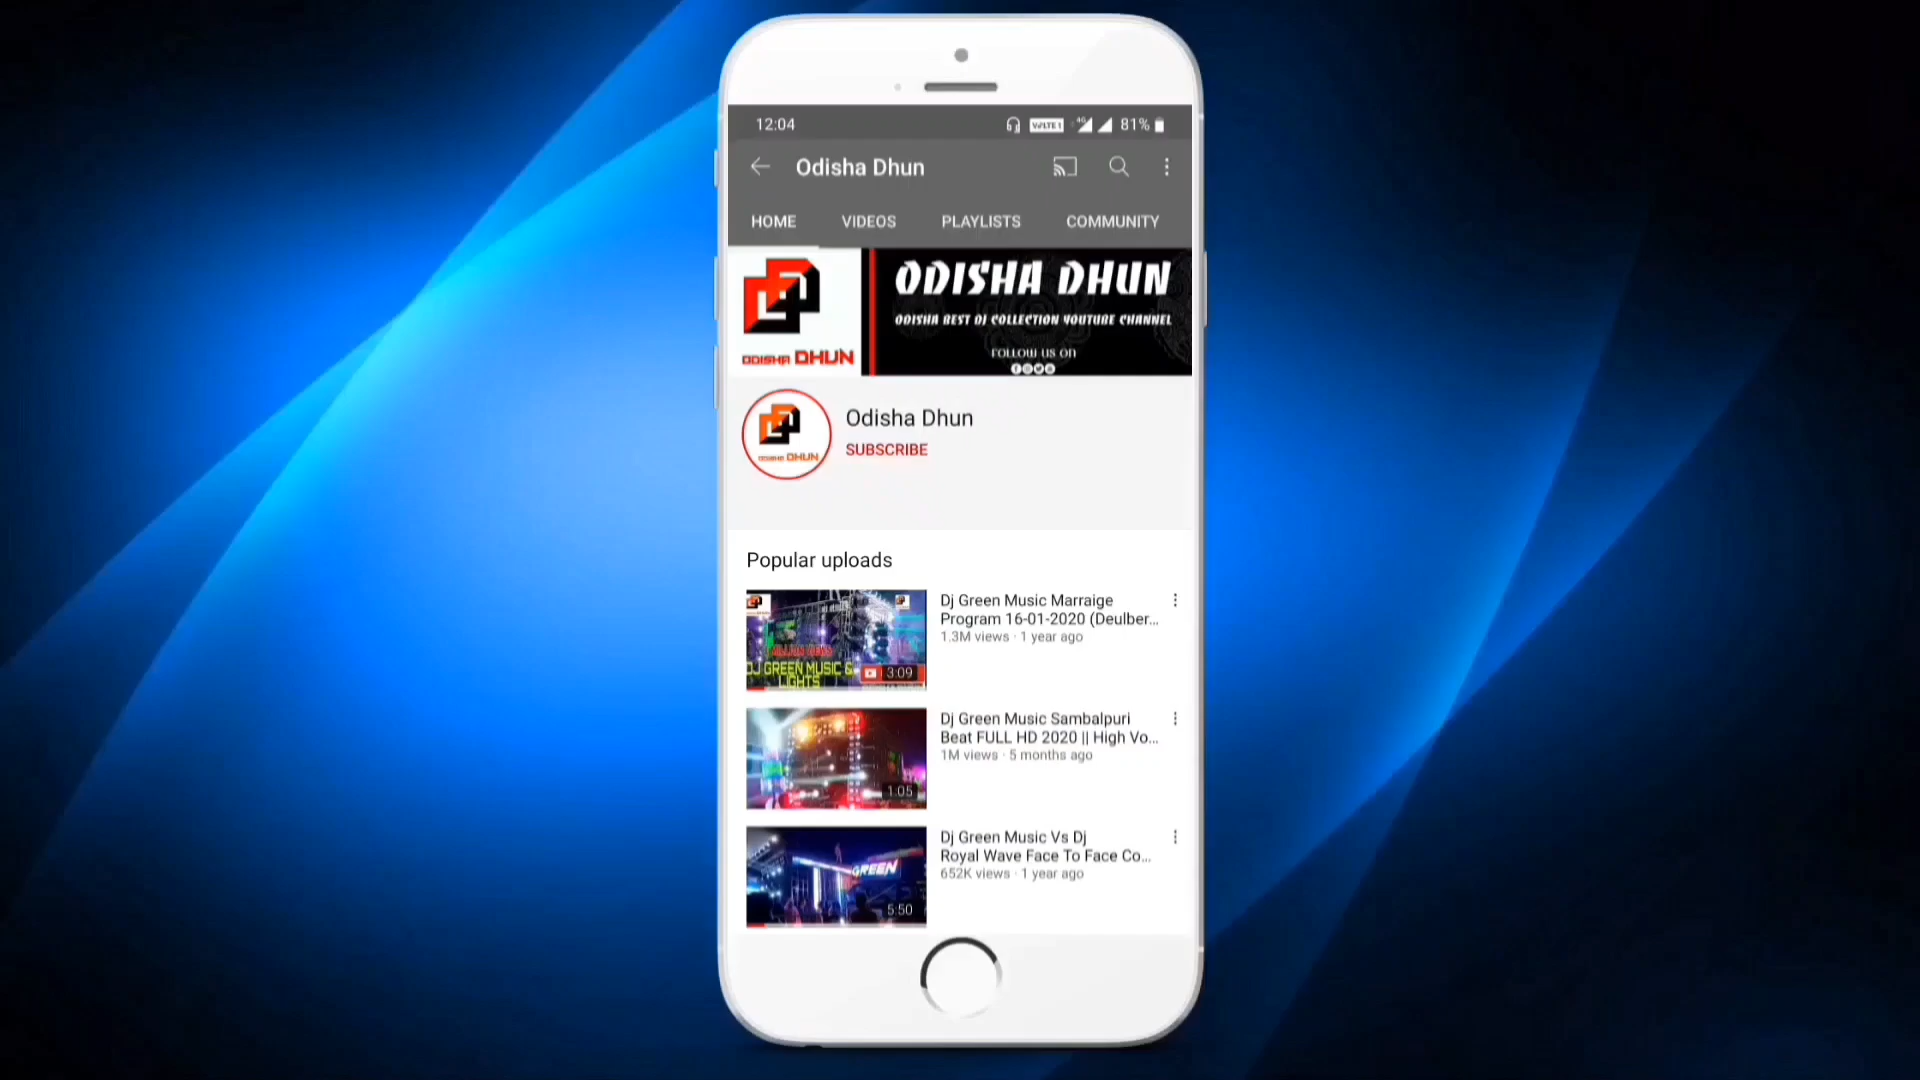 12:04
VoLTE1 4G 81%
Odisha Dhun
HOME VIDEOS PLAYLISTS COMMUNITY
ODISHA DHUN
ODISHA BEST DJ COLLECTION YOUTUBE CHANNEL
FOLLOW US ON
ODISHA DHUN
ODISHA DHUN
Odisha Dhun
SUBSCRIBE
Popular uploads
Dj Green Music Marraige
Program 16-01-2020 (Deulber...
1.3M views · 1 year ago
DJ GREEN MUSIC &
LIGHTS
3:09
Dj Green Music Sambalpuri
Beat FULL HD 2020 || High Vo...
1M views · 5 months ago
1:05
Dj Green Music Vs Dj
Royal Wave Face To Face Co...
652K views · 1 year ago
GREEN
5:50